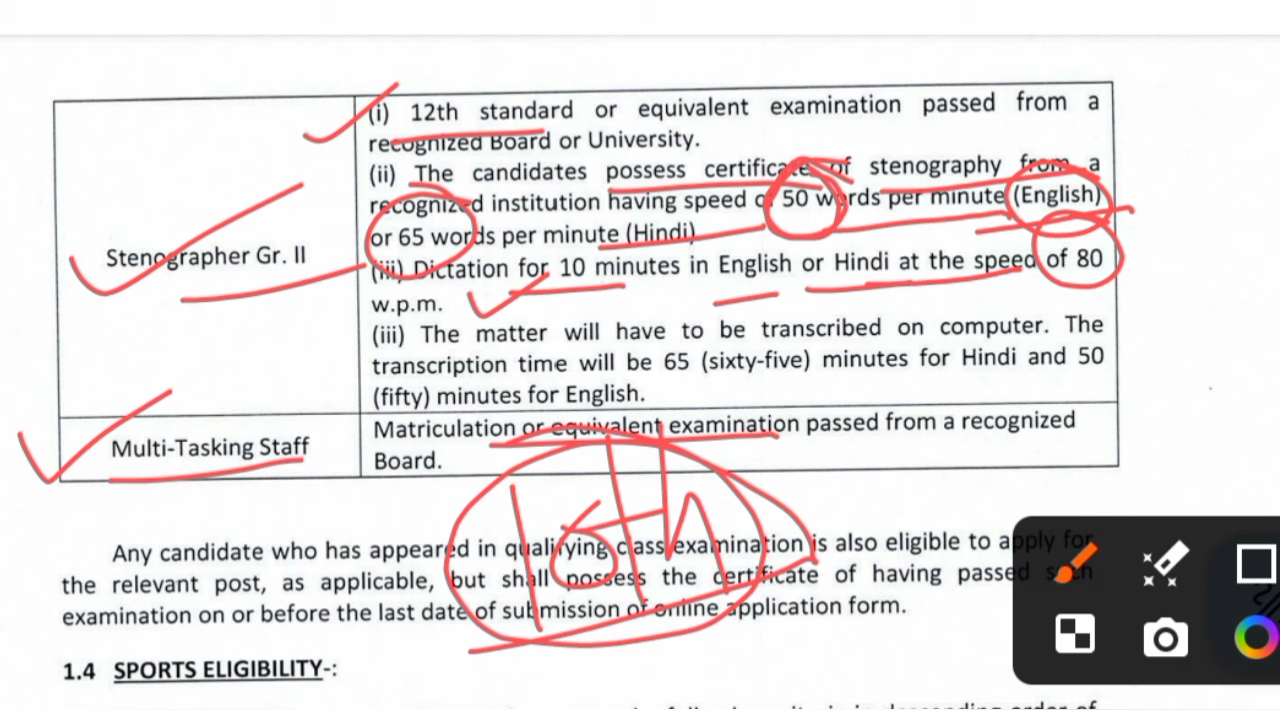 (i) 12th standard or equivalent examination passed from a
recognized Board or University.
(ii) The candidates possess certificate of stenography from a
recognized institution having speed of 50 words per minute (English)
or 65 words per minute (Hindi)
Stenographer Gr. II
(iii) Dictation for 10 minutes in English or Hindi at the speed of 80
w.p.m.
(iii) The matter will have to be transcribed on computer. The
transcription time will be 65 (sixty-five) minutes for Hindi and 50
(fifty) minutes for English.
Multi-Tasking Staff
Matriculation or equivalent examination passed from a recognized
Board.
10th
Any candidate who has appeared in qualifying class examination is also eligible to apply for
the relevant post, as applicable, but shall possess the certificate of having passed such
examination on or before the last date of submission of online application form.
1.4 SPORTS ELIGIBILITY-: